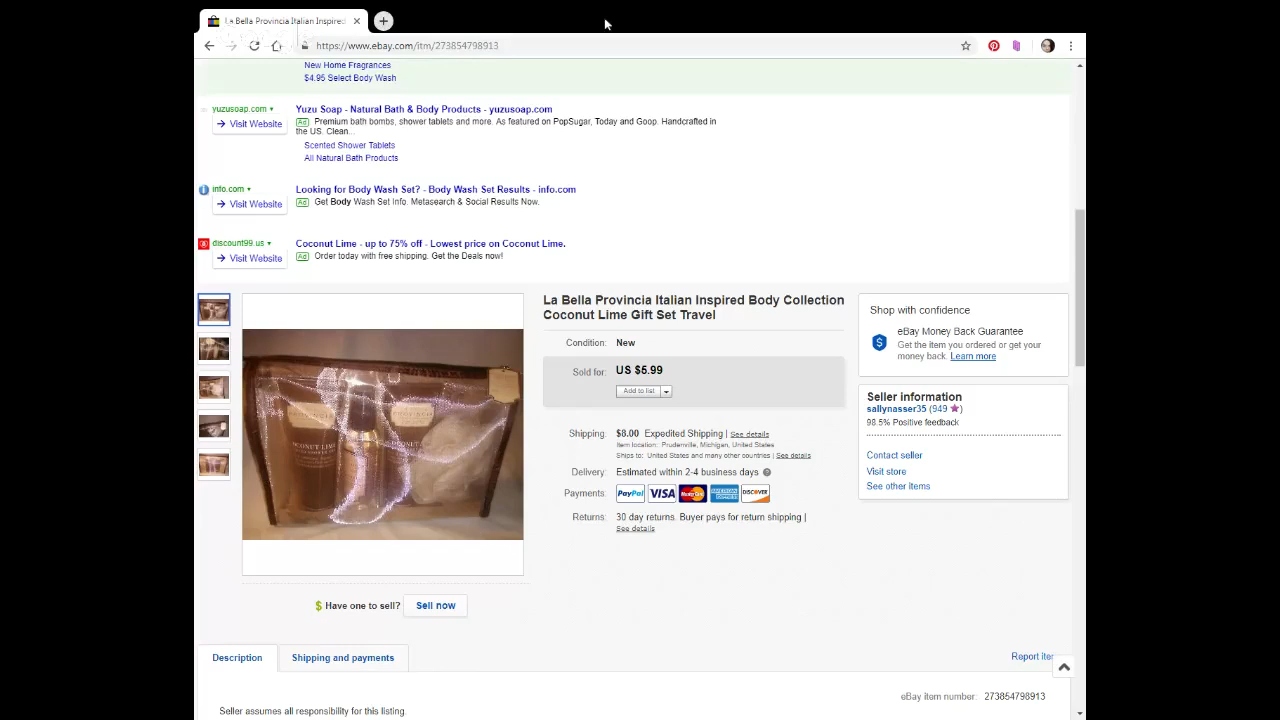 La Bella Provincia Italian Inspired
https://www.ebay.com/itm/273854798913
New Home Fragrances
$4.95 Select Body Wash
yuzusoap.com
Visit Website
Yuzu Soap - Natural Bath & Body Products - yuzusoap.com
Ad Premium bath bombs, shower tablets and more. As featured on PopSugar, Today and Goop. Handcrafted in
the US. Clean...
Scented Shower Tablets
All Natural Bath Products
info.com
Visit Website
Looking for Body Wash Set? - Body Wash Set Results - info.com
Ad Get Body Wash Set Info. Metasearch & Social Results Now.
discount99.us
Visit Website
Coconut Lime - up to 75% off - Lowest price on Coconut Lime.
Ad Order today with free shipping. Get the Deals now!
La Bella Provincia Italian Inspired Body Collection
Coconut Lime Gift Set Travel
Condition: New
Sold for: US $5.99
Add to list
Shipping: $8.00 Expedited Shipping | See details
Item location: Prudenville, Michigan, United States
Ships to: United States and many other countries | See details
Delivery: Estimated within 2-4 business days
Payments: PayPal VISA MasterCard AMERICAN EXPRESS DISCOVER
Returns: 30 day returns. Buyer pays for return shipping |
See details
Shop with confidence
eBay Money Back Guarantee
Get the item you ordered or get your
money back. Learn more
Seller information
sallynasser35 (949)
98.5% Positive feedback
Contact seller
Visit store
See other items
$ Have one to sell? Sell now
Description
Shipping and payments
Report ite
eBay item number: 273854798913
Seller assumes all responsibility for this listing.